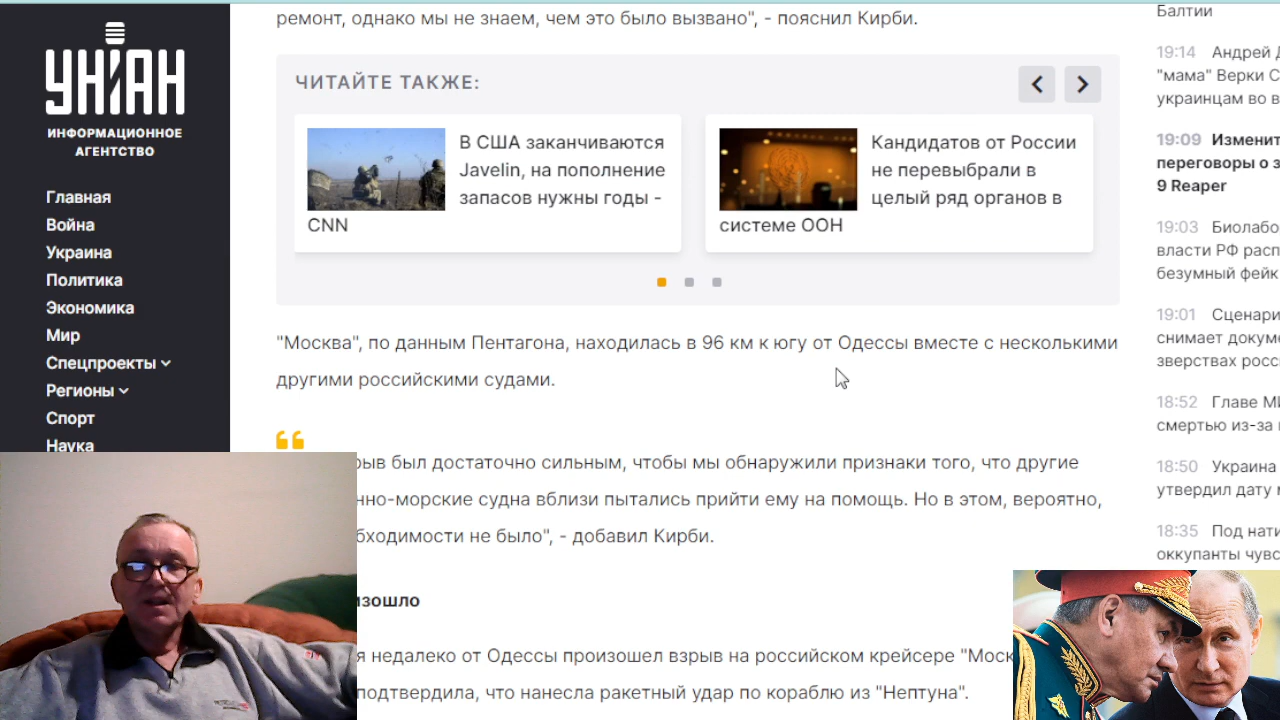 УНІАН
ИНФОРМАЦИОННОЕ
АГЕНТСТВО
Главная
Война
Украина
Политика
Экономика
Мир
Спецпроекты
Регионы
Спорт
Наука
ремонт, однако мы не знаем, чем это было вызвано", - пояснил Кирби.
ЧИТАЙТЕ ТАКЖЕ:
В США заканчиваются
Javelin, на пополнение
запасов нужны годы -
CNN
Кандидатов от России
не перевыбрали в
целый ряд органов в
системе ООН
"Москва", по данным Пентагона, находилась в 96 км к югу от Одессы вместе с несколькими
другими российскими судами.
рыв был достаточно сильным, чтобы мы обнаружили признаки того, что другие
нно-морские судна вблизи пытались прийти ему на помощь. Но в этом, вероятно,
бходимости не было", - добавил Кирби.
изошло
я недалеко от Одессы произошел взрыв на российском крейсере "Моск
подтвердила, что нанесла ракетный удар по кораблю из "Нептуна".
Балтии
19:14 Андрей Д
"мама" Верки С
украинцам во в
19:09 Изменит
переговоры о з
9 Reaper
19:03 Биолабо
власти РФ расп
безумный фейк
19:01 Сценари
снимает докуме
зверствах росс
18:52 Главе МИ
смертью из-за
18:50 Украина
утвердил дату м
18:35 Под нати
оккупанты чувс